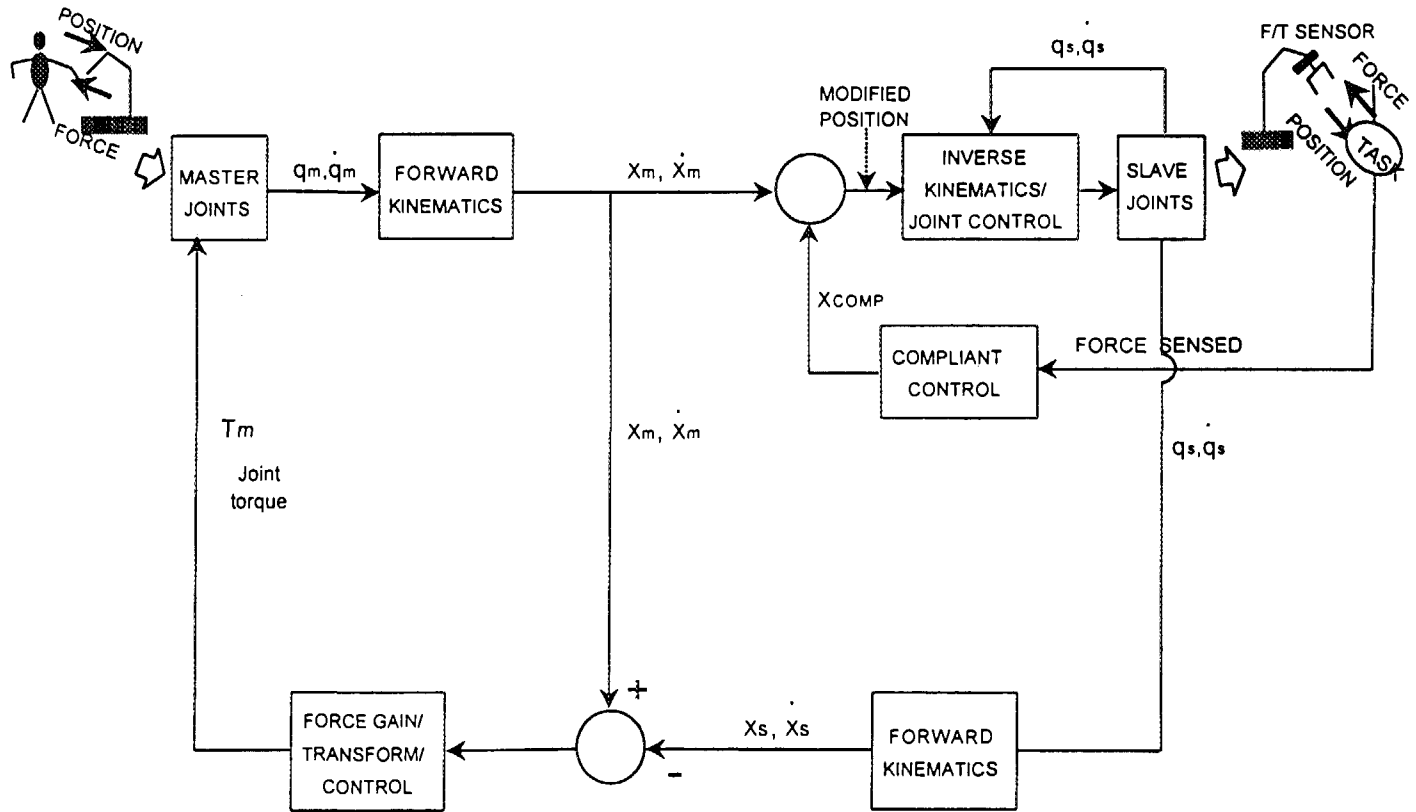 POSITION
FORCE
MASTER
JOINTS
qm, q̇m
FORWARD
KINEMATICS
Xm, Ẋm
MODIFIED
POSITION
qs, q̇s
INVERSE
KINEMATICS/
JOINT CONTROL
SLAVE
JOINTS
F/T SENSOR
FORCE
POSITION
TASK
XCOMP
COMPLIANT
CONTROL
FORCE SENSED
Tm
Joint
torque
Xm, Ẋm
qs, q̇s
+
-
FORCE GAIN/
TRANSFORM/
CONTROL
Xs, Ẋs
FORWARD
KINEMATICS